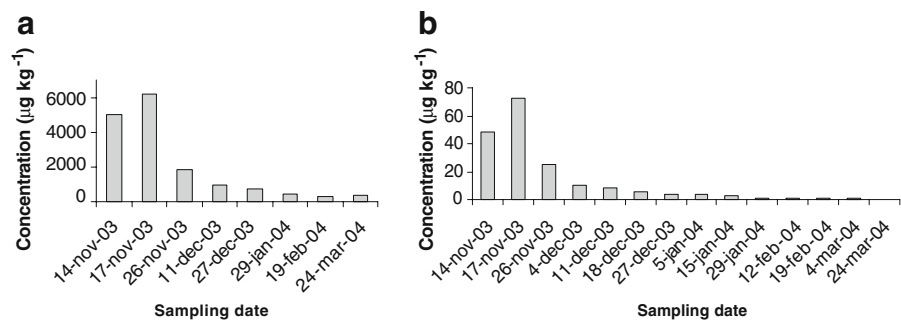 a
Concentration (µg kg⁻¹)
6000
4000
2000
0
14-nov-03
17-nov-03
26-nov-03
11-dec-03
27-dec-03
29-jan-04
19-feb-04
24-mar-04
Sampling date
b
Concentration (µg kg⁻¹)
80
60
40
20
0
14-nov-03
17-nov-03
26-nov-03
4-dec-03
11-dec-03
18-dec-03
27-dec-03
5-jan-04
15-jan-04
29-jan-04
12-feb-04
19-feb-04
4-mar-04
24-mar-04
Sampling date